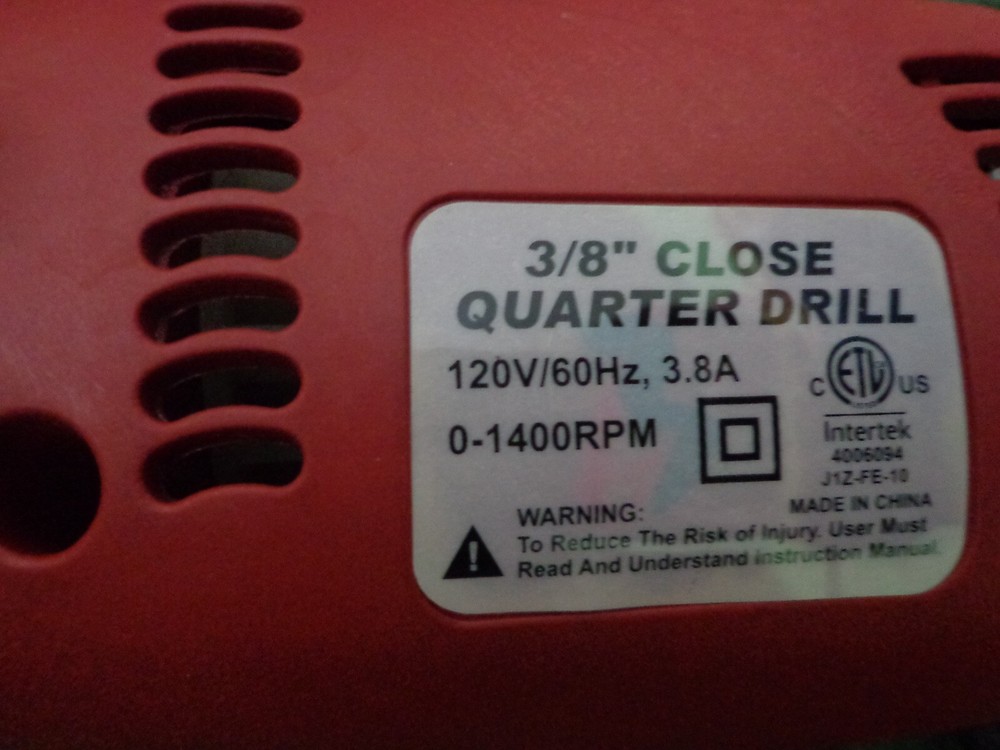 3/8" CLOSE
QUARTER DRILL
120V/60Hz, 3.8A
0-1400RPM
C ETL US
Intertek
4006094
J1Z-FE-10
MADE IN CHINA
WARNING:
To Reduce The Risk of Injury. User Must
Read And Understand Instruction Manual.